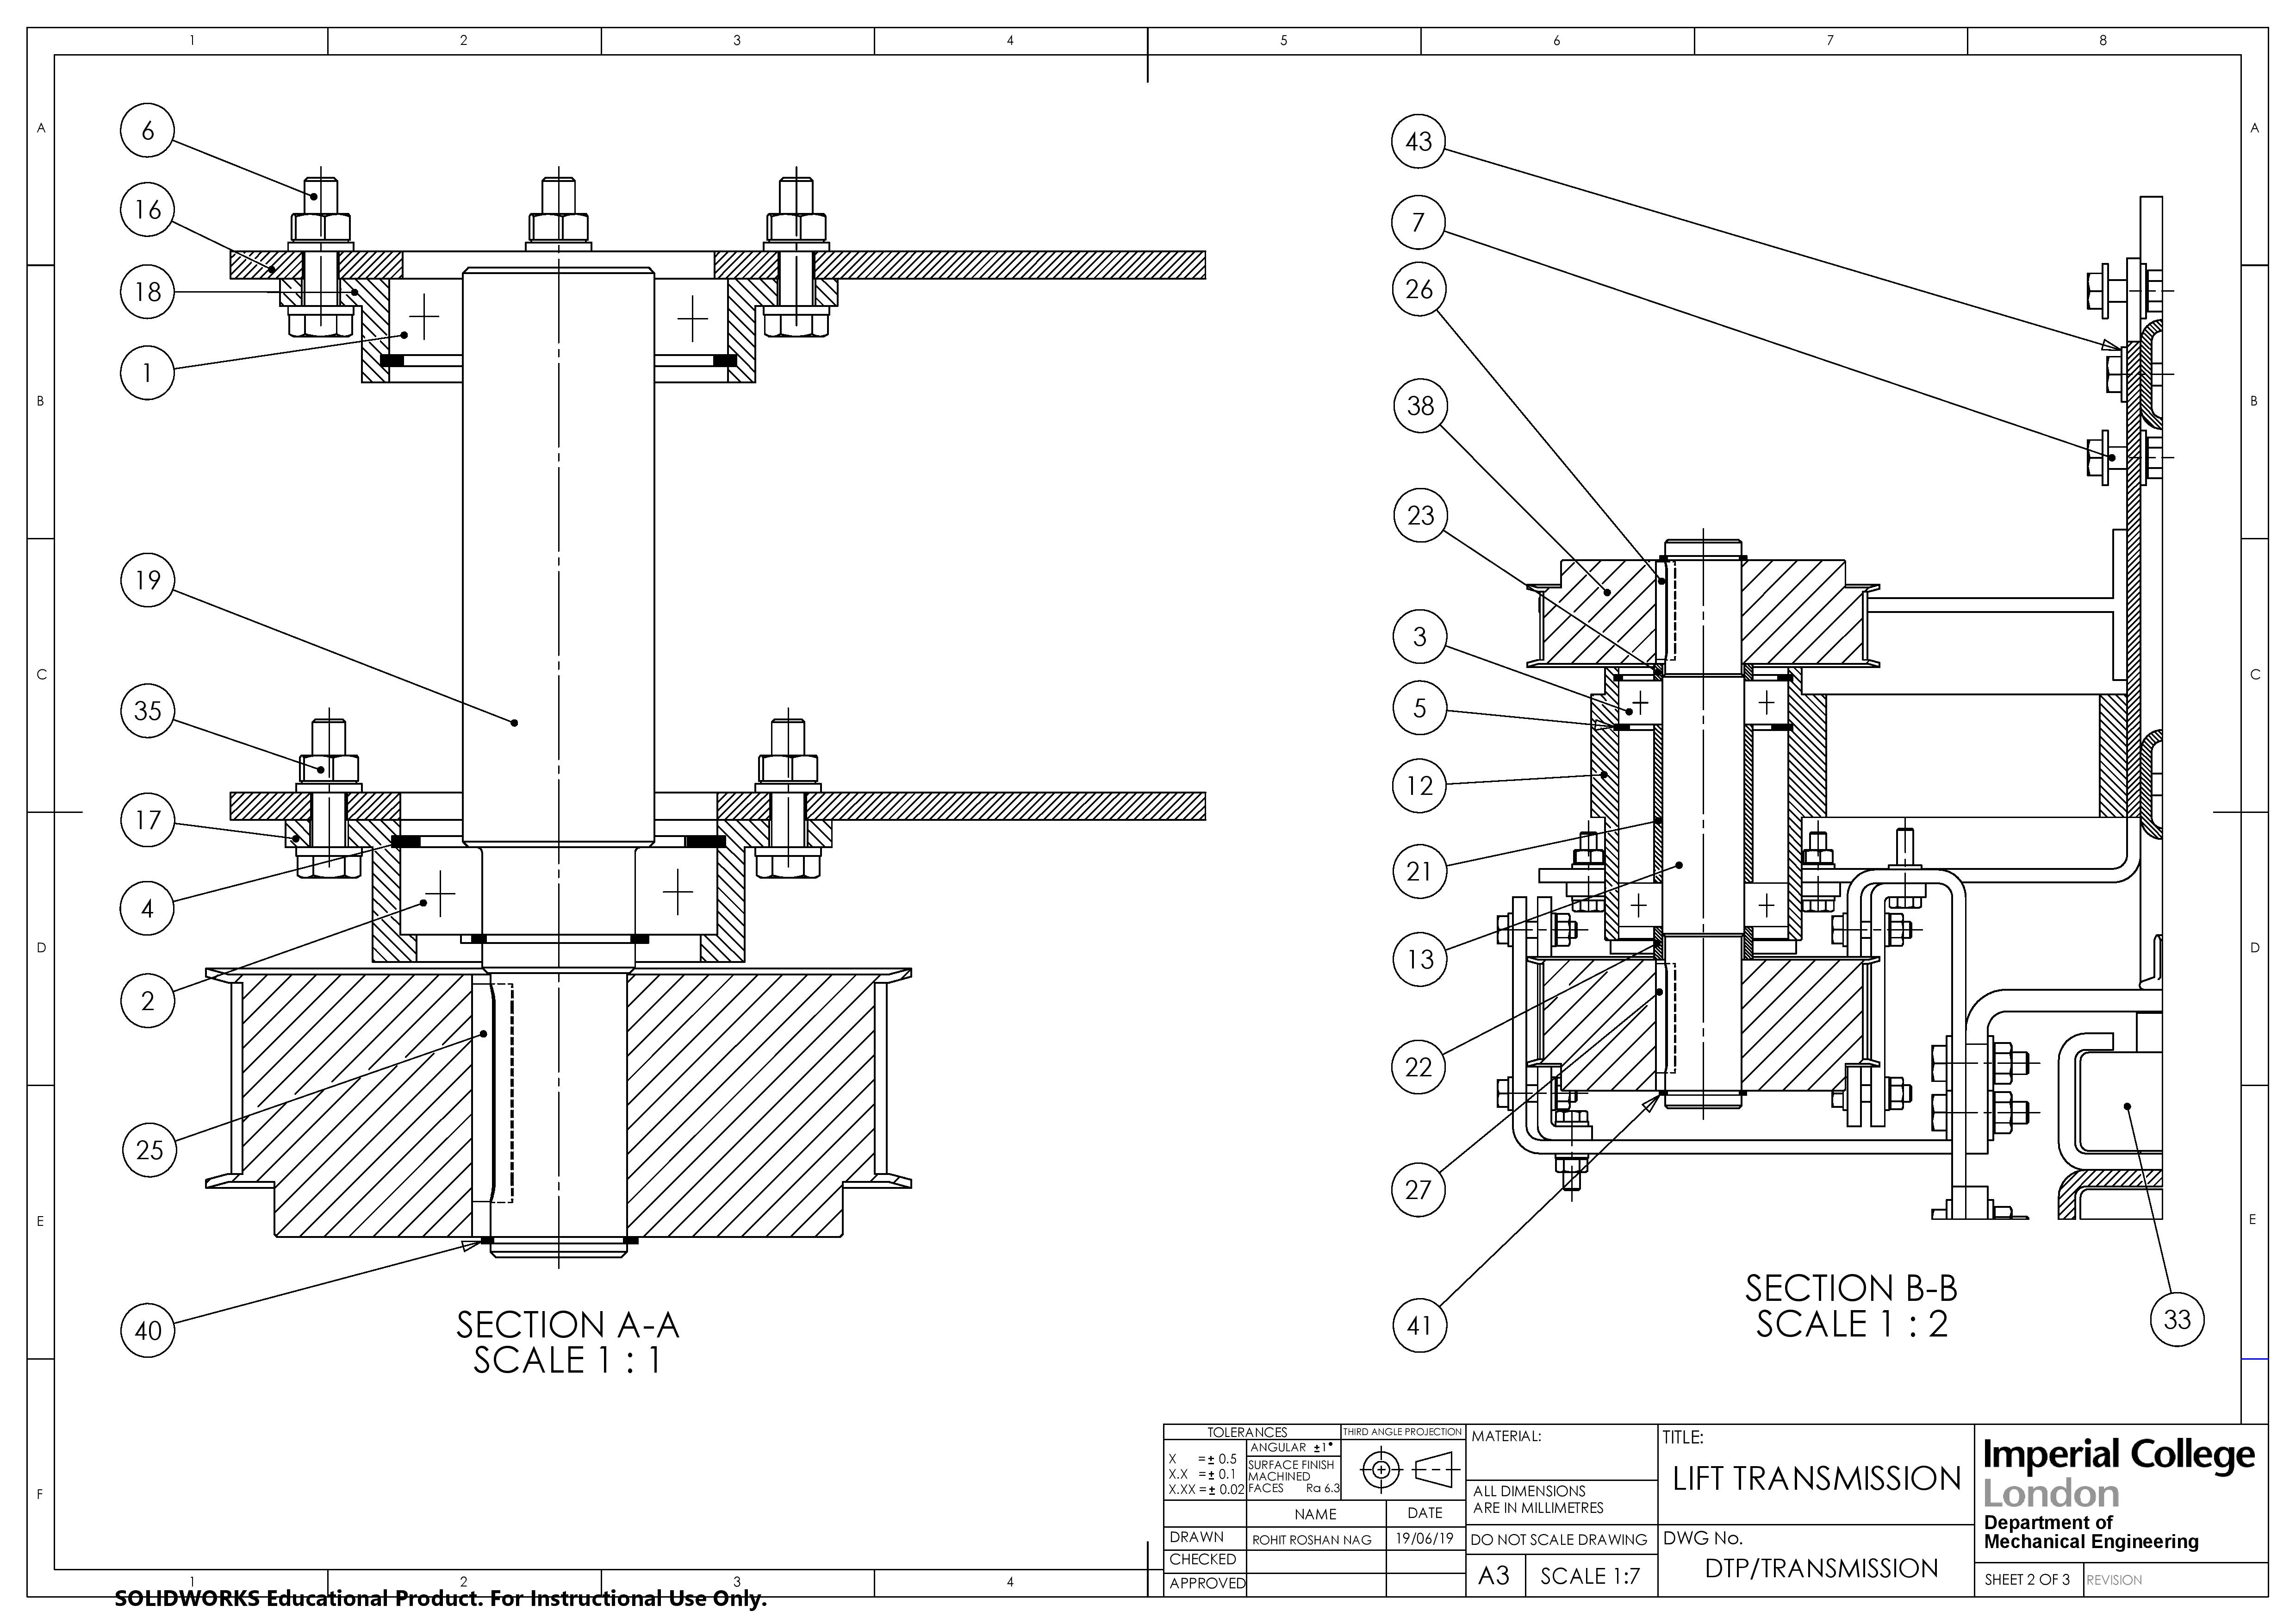 1 2 3 4 5 6 7 8
A A
B B
C C
D D
E E
F
6
16
18
1
19
35
17
4
2
25
40
43
7
26
38
23
3
5
12
21
13
22
27
41
33
SECTION A-A
SCALE 1 : 1
SECTION B-B
SCALE 1 : 2
TOLERANCES
X =± 0.5
X.X =± 0.1
X.XX =± 0.02
ANGULAR ±1°
SURFACE FINISH
MACHINED
FACES Ra 6.3
THIRD ANGLE PROJECTION
NAME DATE
DRAWN ROHIT ROSHAN NAG 19/06/19
CHECKED
APPROVED
MATERIAL:
ALL DIMENSIONS
ARE IN MILLIMETRES
DO NOT SCALE DRAWING
A3 SCALE 1:7
TITLE:
LIFT TRANSMISSION
DWG No.
DTP/TRANSMISSION
Imperial College
London
Department of
Mechanical Engineering
SHEET 2 OF 3 REVISION
1 2 3 4
SOLIDWORKS Educational Product. For Instructional Use Only.